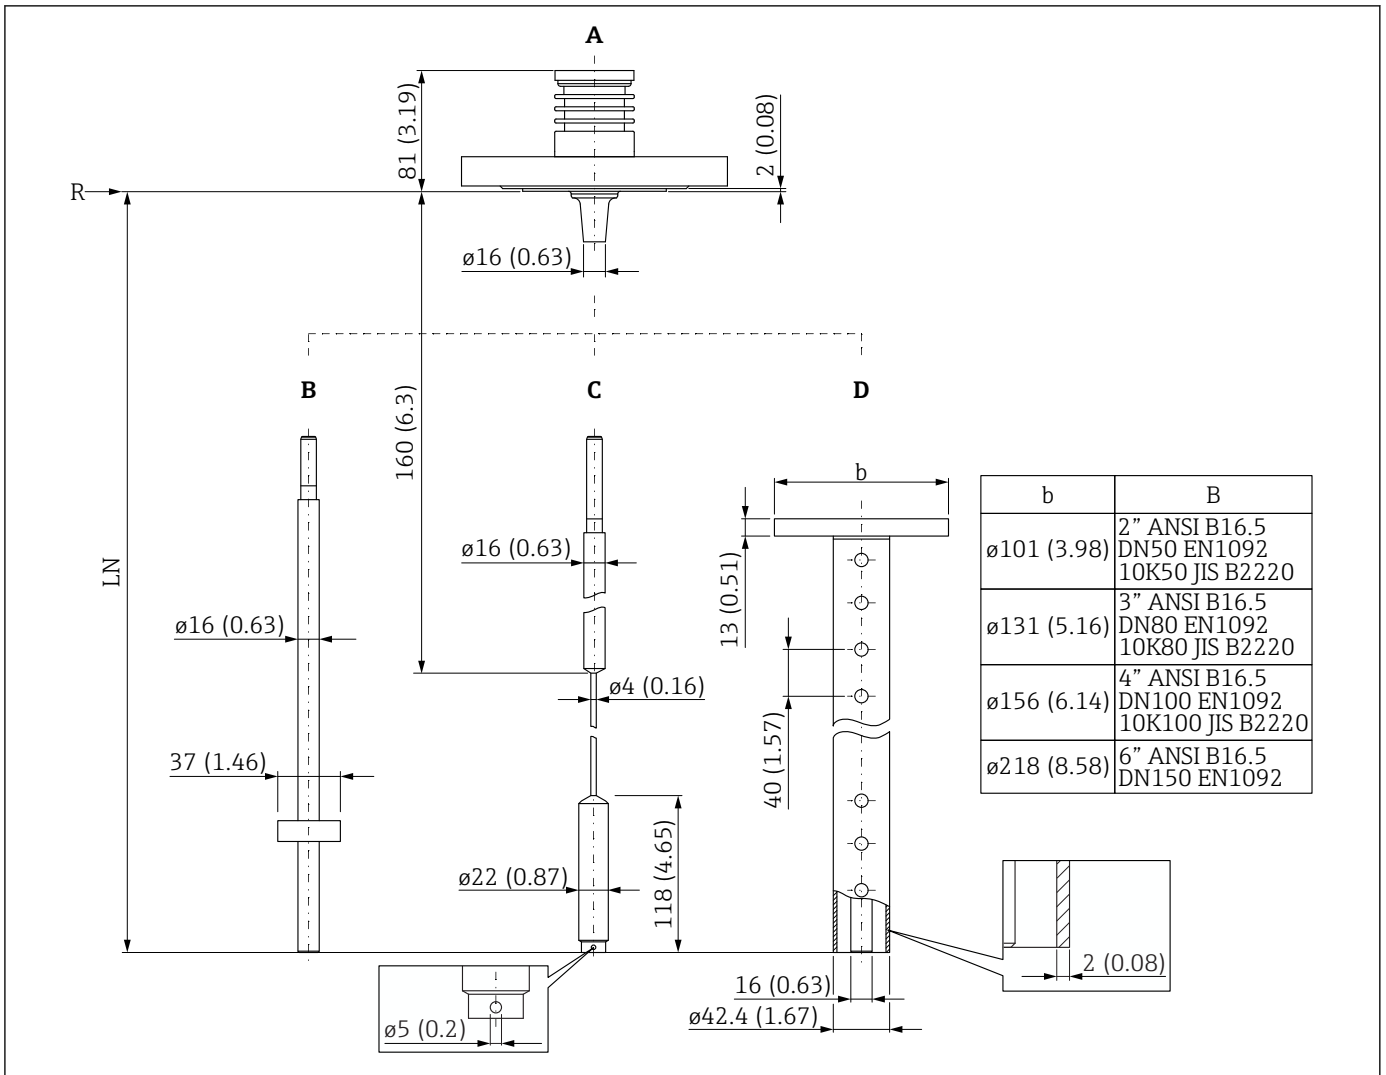 A
81 (3.19)
2 (0.08)
R
ø16 (0.63)
160 (6.3)
LN
B
C
D
ø16 (0.63)
37 (1.46)
ø16 (0.63)
ø4 (0.16)
ø22 (0.87)
118 (4.65)
ø5 (0.2)
b
13 (0.51)
40 (1.57)
16 (0.63)
ø42.4 (1.67)
2 (0.08)
b B
ø101 (3.98)
2” ANSI B16.5
DN50 EN1092
10K50 JIS B2220
ø131 (5.16)
3” ANSI B16.5
DN80 EN1092
10K80 JIS B2220
ø156 (6.14)
4” ANSI B16.5
DN100 EN1092
10K100 JIS B2220
ø218 (8.58)
6” ANSI B16.5
DN150 EN1092